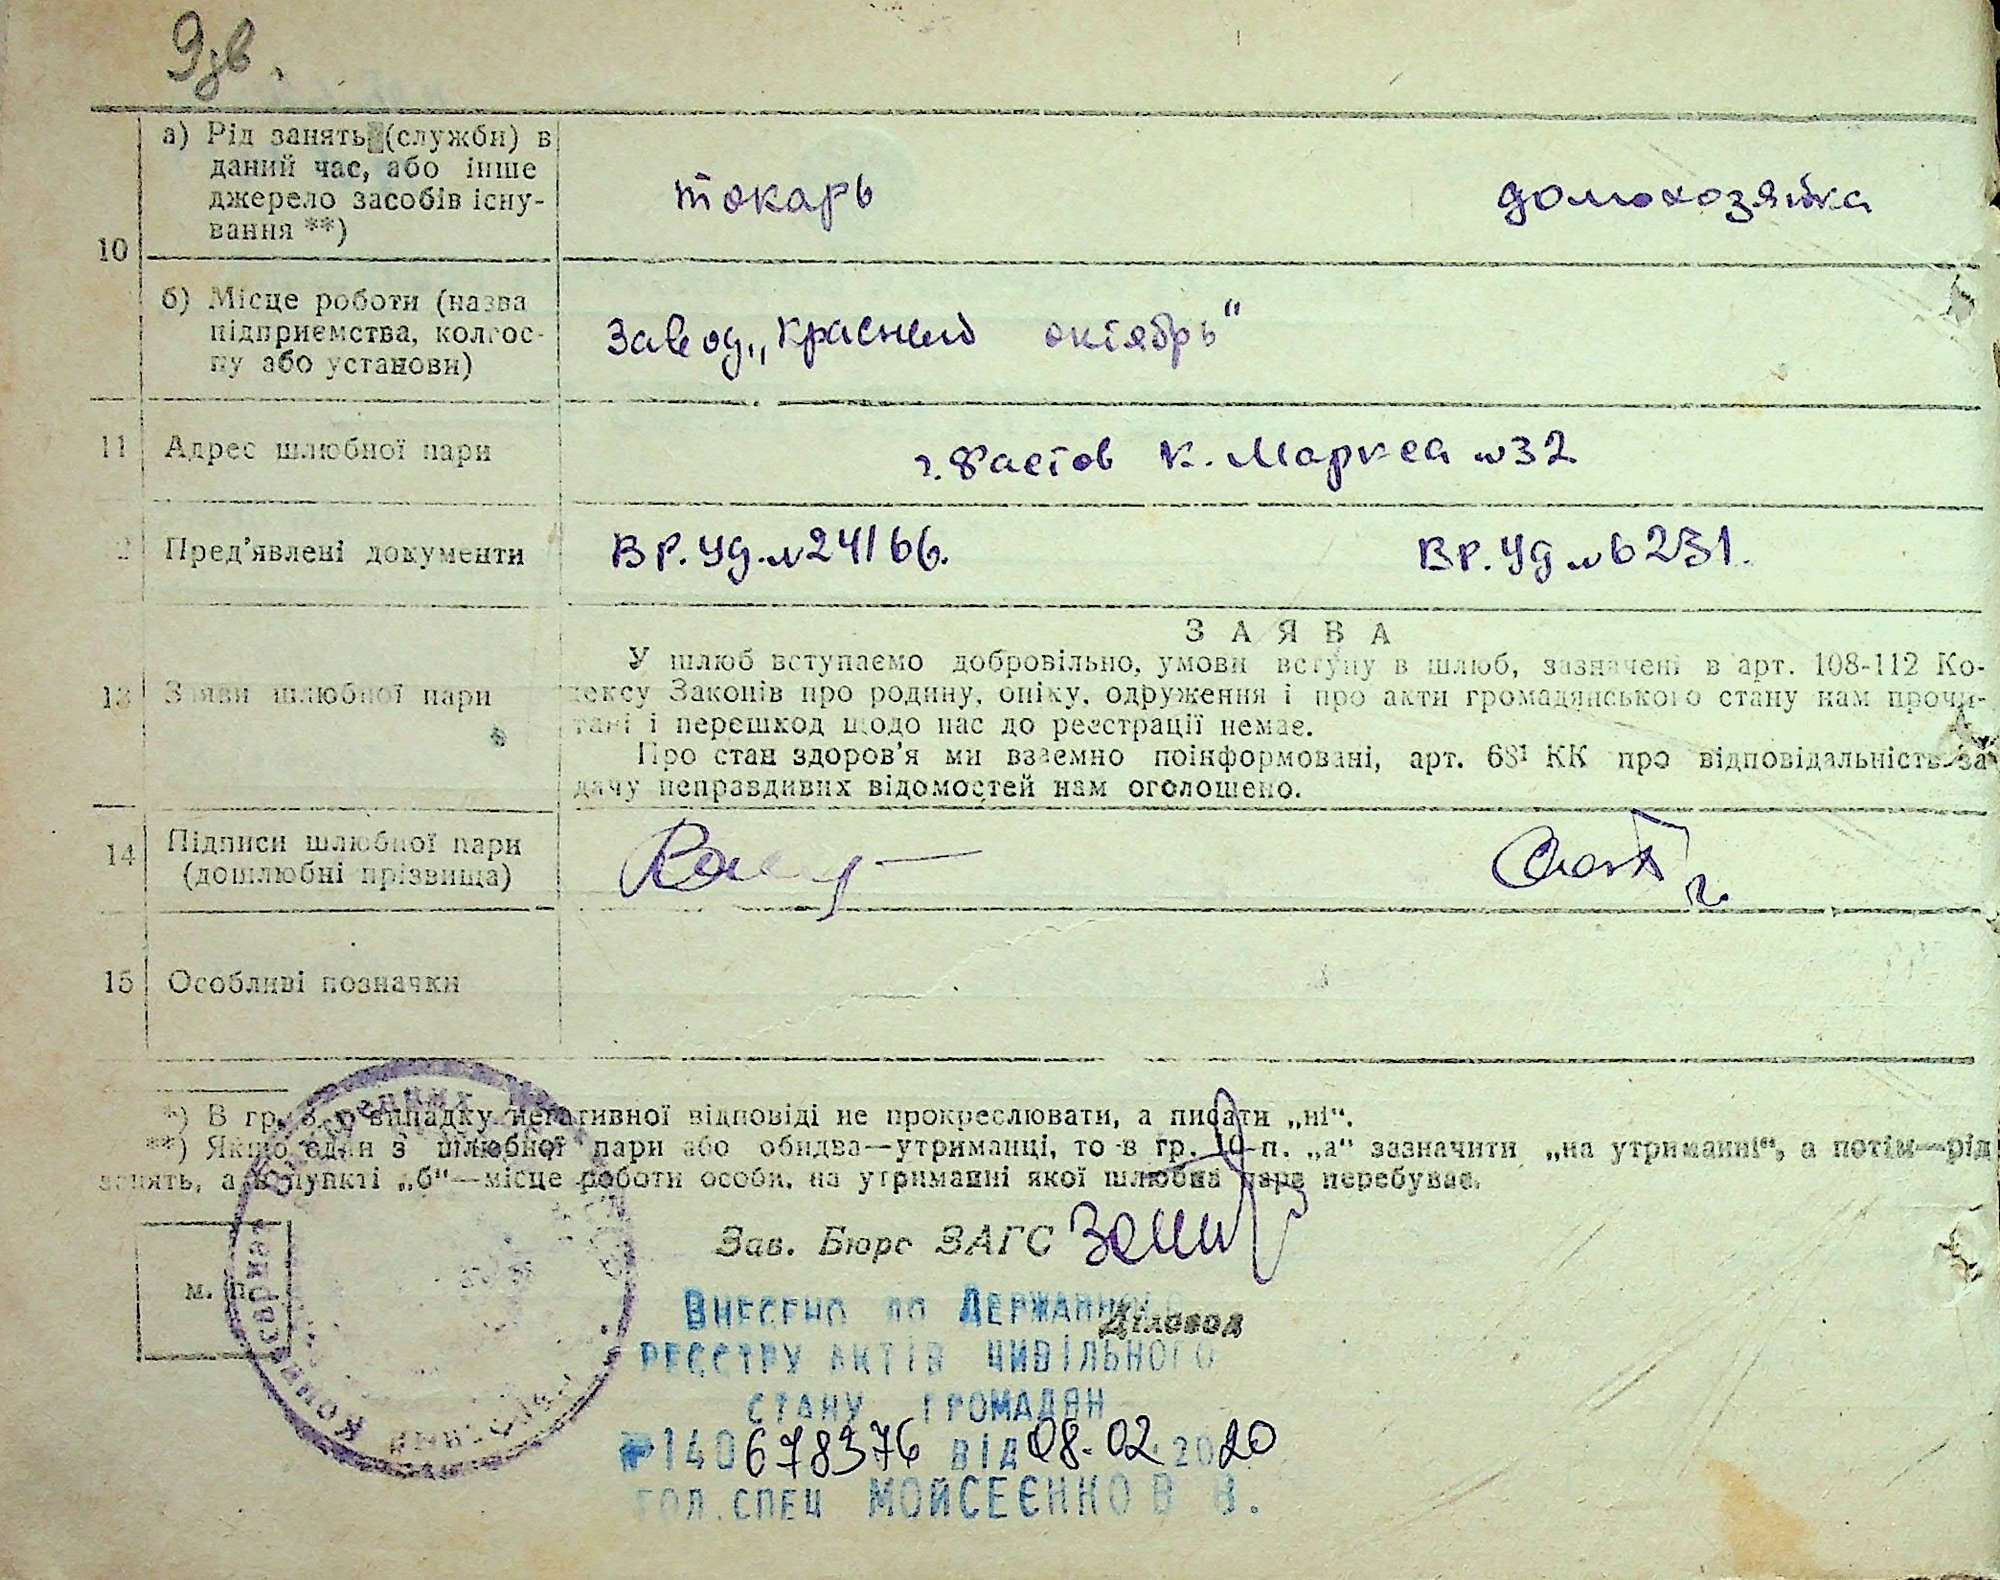 9зв.
10
а) Рід занять (служби) в
даний час, або інше
джерело засобів існу-
вання **)
токарь
домохозяйка
б) Місце роботи (назва
підприємства, колгос-
пу або установи)
Завод „Красный октябрь“
11 Адрес шлюбної пари
г. Фастов К. Маркса №32
2 Пред'явлені документи
Вр. Уд. №24166.
Вр. Уд №6231.
13 Заяви шлюбної пари
ЗАЯВА
У шлюб вступаємо добровільно, умови вступу в шлюб, зазначені в арт. 108-112 Ко-
дексу Законів про родину, опіку, одруження і про акти громадянського стану нам прочи-
тані і перешкод щодо нас до реєстрації немає.
Про стан здоров'я ми взаємно поінформовані, арт. 68¹ КК про відповідальність за
дачу неправдивих відомостей нам оголошено.
14 Підписи шлюбної пари
(дошлюбні прізвища)
15 Особливі позначки
*) В гр. 8 у випадку негативної відповіді не прокреслювати, а писати „ні“.
**) Якщо один з шлюбної пари або обидва—утриманці, то в гр. 10 п. „а“ зазначити „на утриманні“, а потім—рід
занять, а в пункті „б“—місце роботи особи, на утриманні якої шлюбна пара перебуває.
Зав. Бюро ЗАГС
м. п.
Діловод
Внесено до Державного
реєстру актів цивільного
стану громадян
№140678376 від 08.02.2020
гол. спец Мойсеєнко В В.